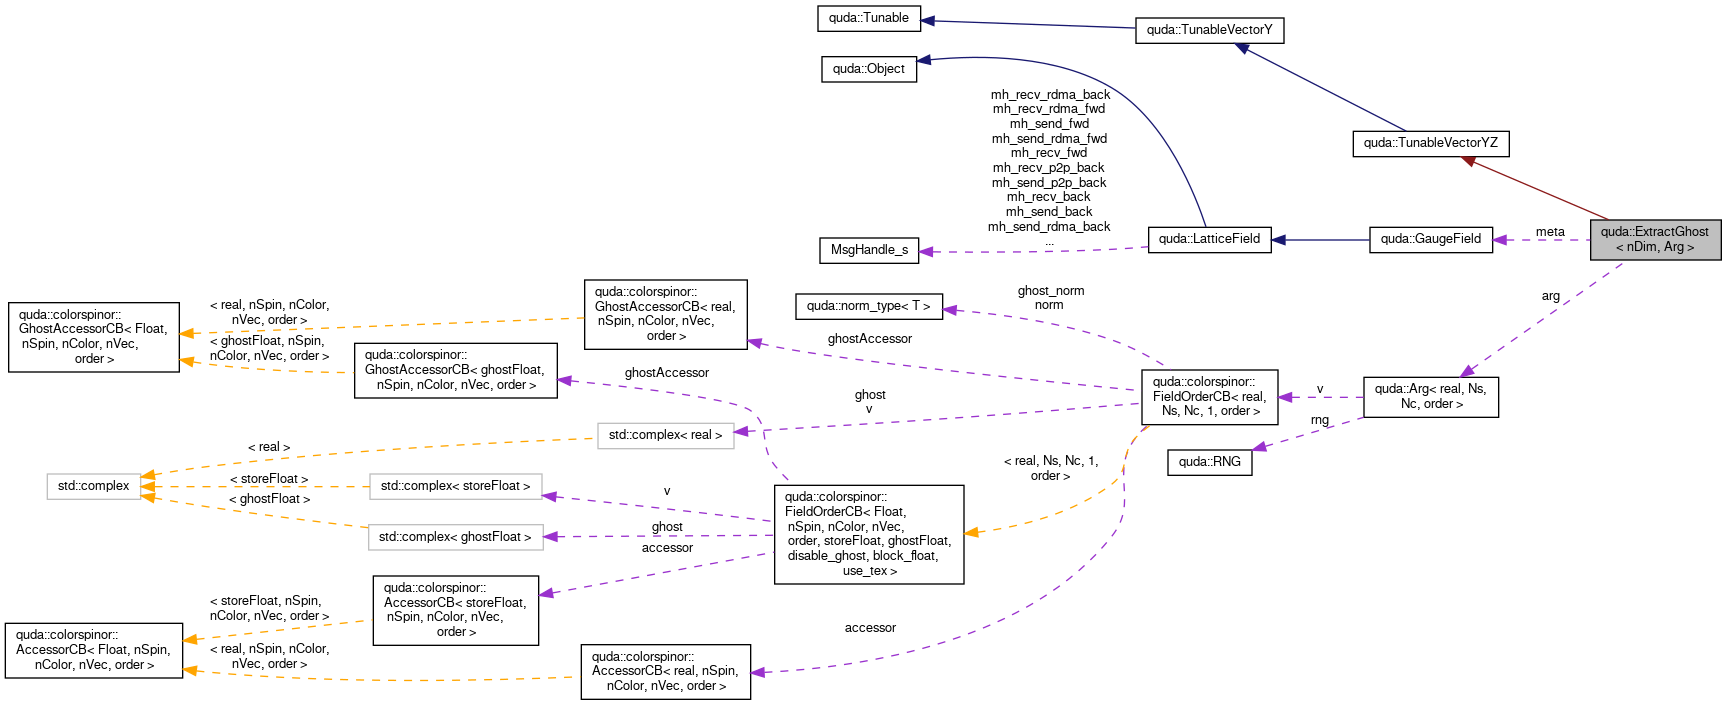 quda::Tunable
quda::TunableVectorY
quda::Object
mh_recv_rdma_back
mh_recv_rdma_fwd
mh_send_fwd
mh_send_rdma_fwd
mh_recv_fwd
mh_recv_p2p_back
mh_send_p2p_back
mh_recv_back
mh_send_back
mh_send_rdma_back
...
quda::TunableVectorYZ
MsgHandle_s
quda::LatticeField
quda::GaugeField
meta
quda::ExtractGhost
< nDim, Arg >
arg
quda::colorspinor::
GhostAccessorCB< Float,
nSpin, nColor, nVec,
order >
< real, nSpin, nColor,
nVec, order >
< ghostFloat, nSpin,
nColor, nVec, order >
quda::colorspinor::
GhostAccessorCB< real,
nSpin, nColor, nVec,
order >
quda::colorspinor::
GhostAccessorCB< ghostFloat,
nSpin, nColor, nVec, order >
quda::norm_type< T >
ghost_norm
norm
ghostAccessor
ghostAccessor
ghost
v
quda::colorspinor::
FieldOrderCB< real,
Ns, Nc, 1, order >
v
quda::Arg< real, Ns,
Nc, order >
rng
quda::RNG
std::complex< real >
< real >
std::complex
< storeFloat >
< ghostFloat >
std::complex< storeFloat >
std::complex< ghostFloat >
v
ghost
accessor
quda::colorspinor::
FieldOrderCB< Float,
nSpin, nColor, nVec,
order, storeFloat, ghostFloat,
disable_ghost, block_float,
use_tex >
< real, Ns, Nc, 1,
order >
quda::colorspinor::
AccessorCB< storeFloat,
nSpin, nColor, nVec,
order >
< storeFloat, nSpin,
nColor, nVec, order >
quda::colorspinor::
AccessorCB< Float, nSpin,
nColor, nVec, order >
< real, nSpin, nColor,
nVec, order >
quda::colorspinor::
AccessorCB< real, nSpin,
nColor, nVec, order >
accessor